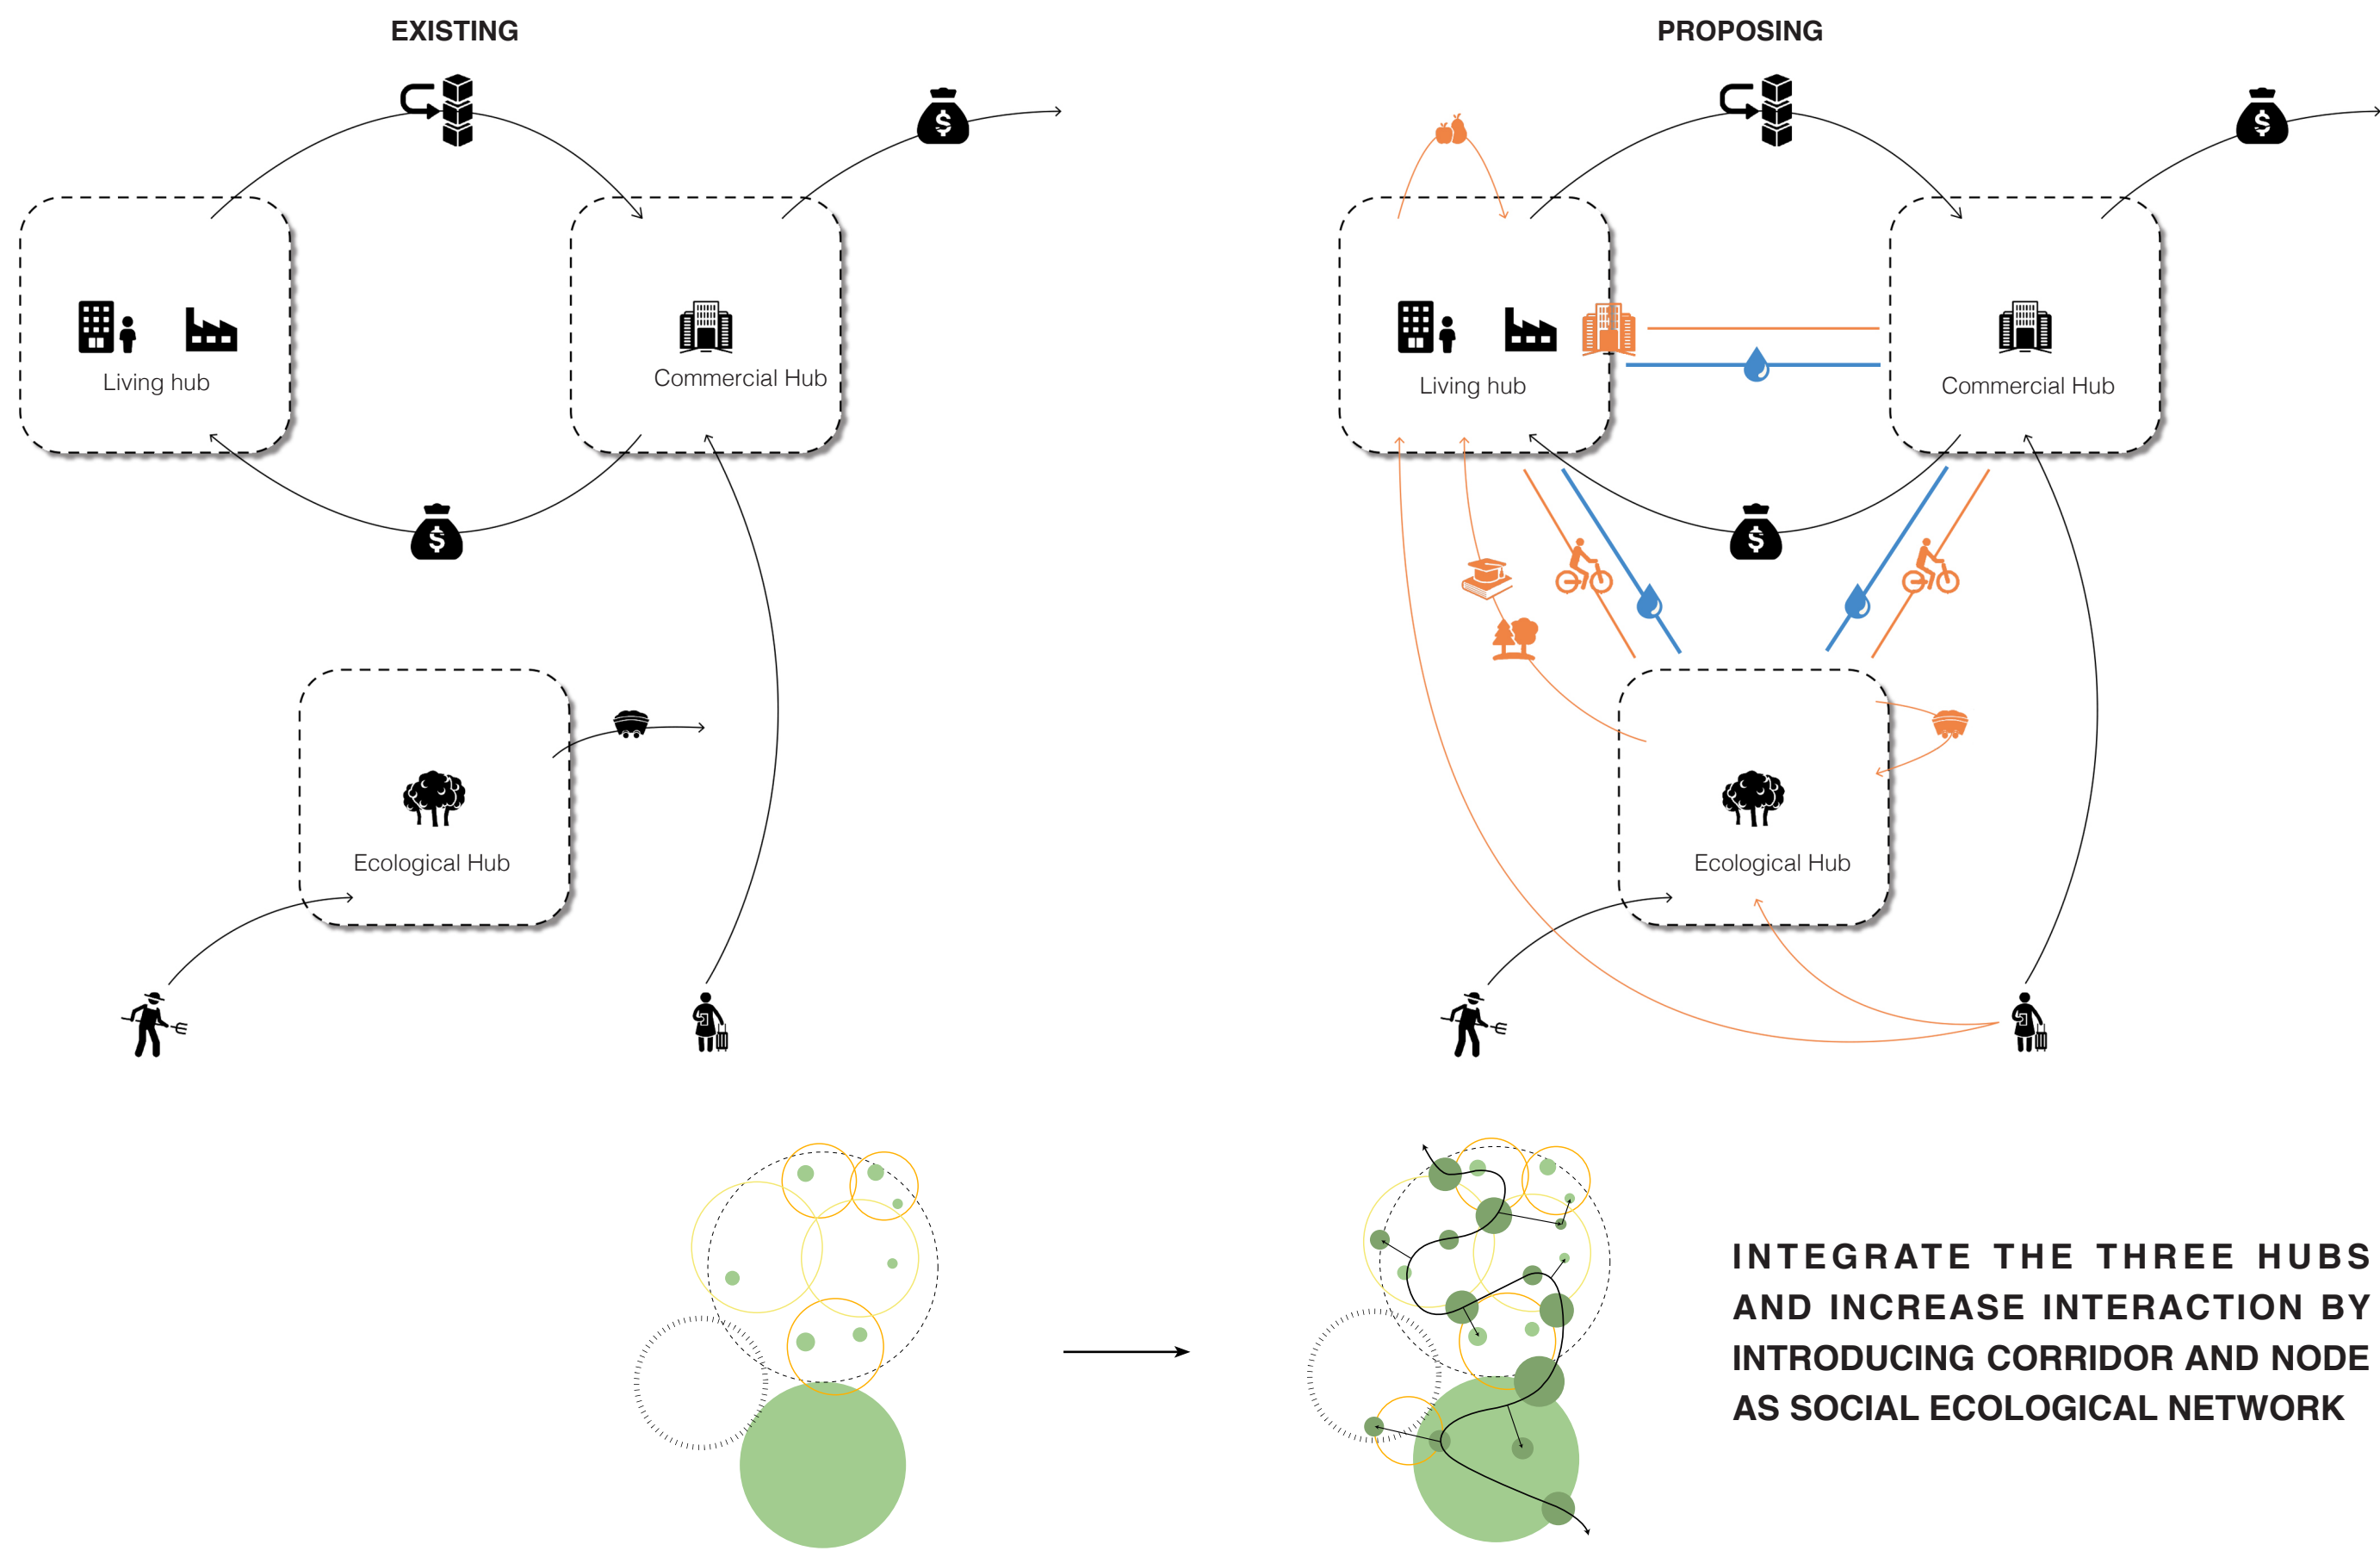 EXISTING
PROPOSING
Living hub
Commercial Hub
Living hub
Commercial Hub
Ecological Hub
Ecological Hub
INTEGRATE THE THREE HUBS
AND INCREASE INTERACTION BY
INTRODUCING CORRIDOR AND NODE
AS SOCIAL ECOLOGICAL NETWORK